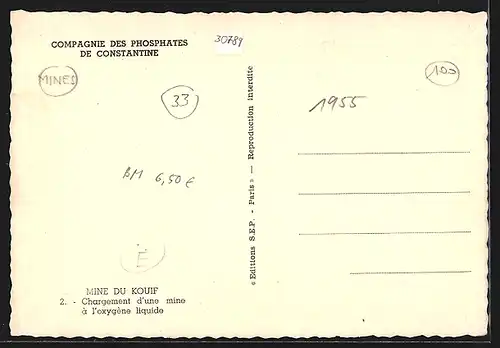 COMPAGNIE DES PHOSPHATES
DE CONSTANTINE
30789
MINES
33
100
1955
BM 6,50 €
É
« Editions S.E.P. - Paris » — Reproduction interdite
MINE DU KOUIF
2. - Chargement d'une mine
à l'oxygène liquide